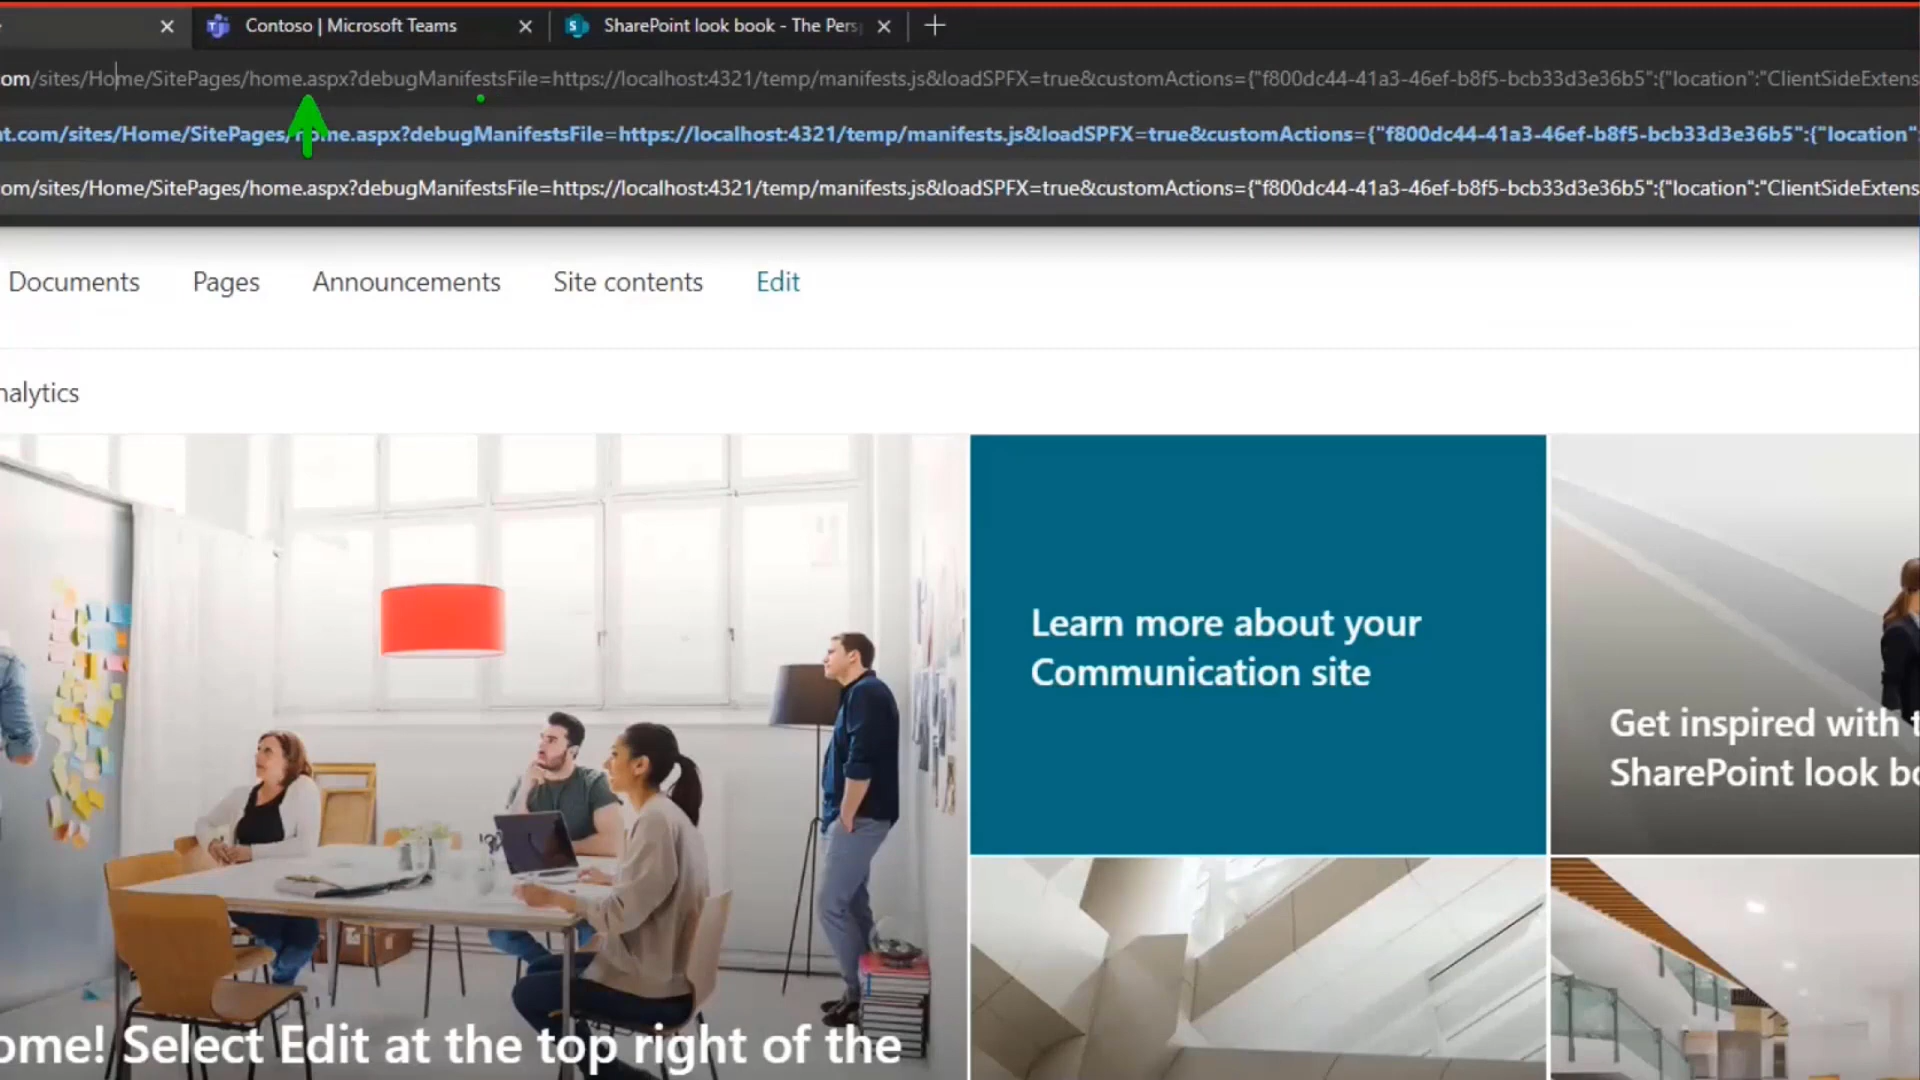 Contoso | Microsoft Teams
SharePoint look book - The Pers
om/sites/Home/SitePages/home.aspx?debugManifestsFile=https://localhost:4321/temp/manifests.js&loadSPFX=true&customActions={"f800dc44-41a3-46ef-b8f5-bcb33d3e36b5":{"location":"ClientSideExtens
nt.com/sites/Home/SitePages/home.aspx?debugManifestsFile=https://localhost:4321/temp/manifests.js&loadSPFX=true&customActions={"f800dc44-41a3-46ef-b8f5-bcb33d3e36b5":{"location"
om/sites/Home/SitePages/home.aspx?debugManifestsFile=https://localhost:4321/temp/manifests.js&loadSPFX=true&customActions={"f800dc44-41a3-46ef-b8f5-bcb33d3e36b5":{"location":"ClientSideExtens
Documents Pages Announcements Site contents Edit
nalytics
Learn more about your
Communication site
Get inspired with t
SharePoint look bo
ome! Select Edit at the top right of the